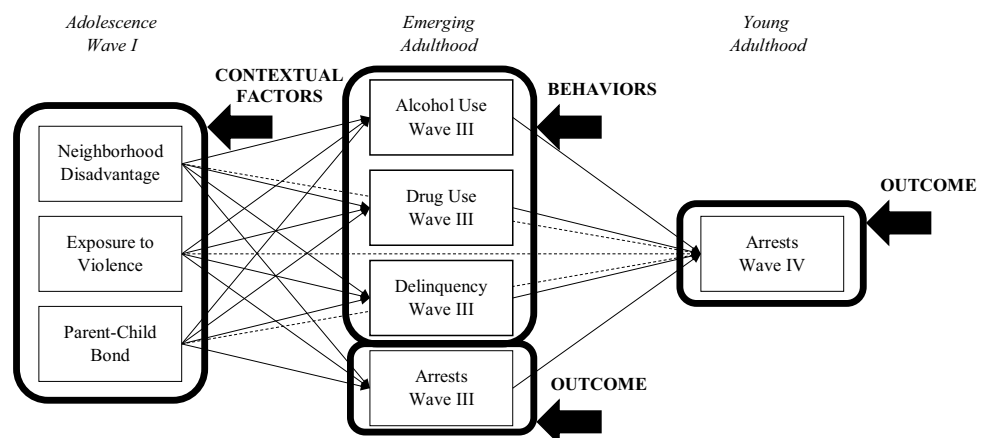 Adolescence
Wave I
Emerging
Adulthood
Young
Adulthood
CONTEXTUAL
FACTORS
BEHAVIORS
OUTCOME
Neighborhood
Disadvantage
Exposure to
Violence
Parent-Child
Bond
Alcohol Use
Wave III
Drug Use
Wave III
Delinquency
Wave III
Arrests
Wave III
OUTCOME
Arrests
Wave IV